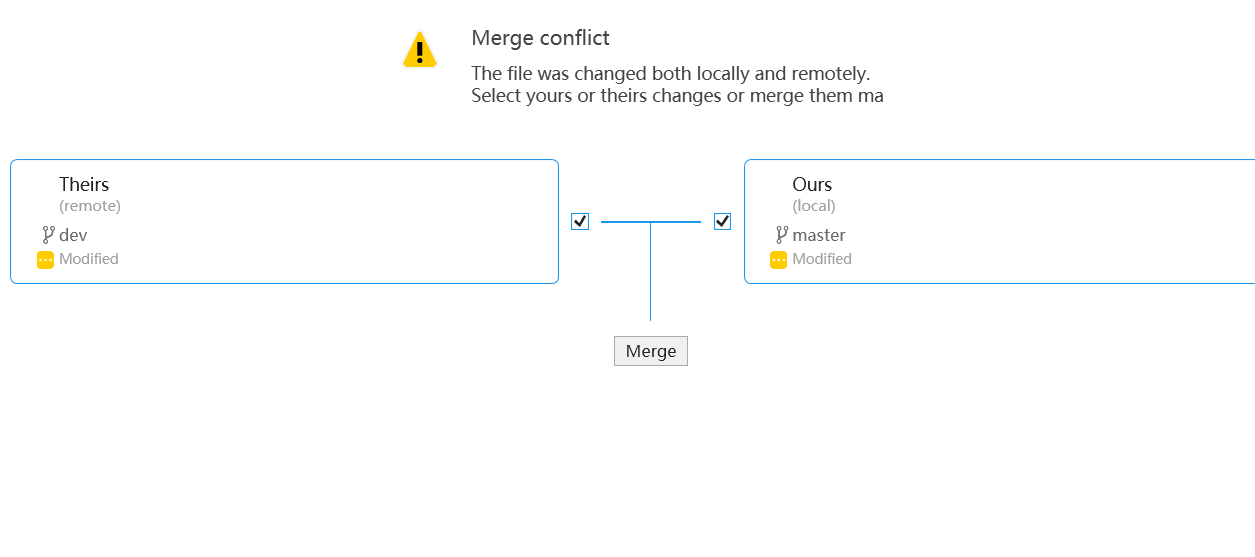 Merge conflict
The file was changed both locally and remotely.
Select yours or theirs changes or merge them ma
Theirs
(remote)
dev
Modified
Ours
(local)
master
Modified
Merge